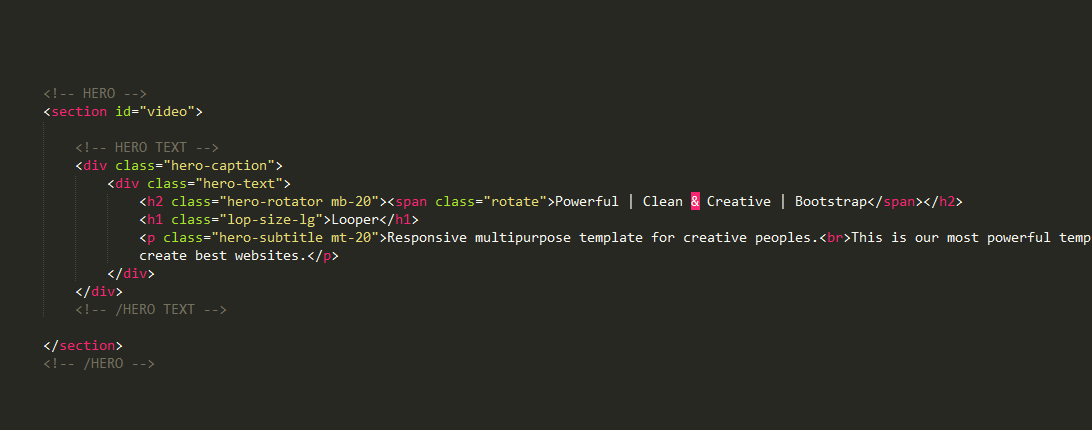 <!-- HERO -->
<section id="video">
<!-- HERO TEXT -->
<div class="hero-caption">
<div class="hero-text">
<h2 class="hero-rotator mb-20"><span class="rotate">Powerful | Clean & Creative | Bootstrap</span></h2>
<h1 class="lop-size-lg">Looper</h1>
<p class="hero-subtitle mt-20">Responsive multipurpose template for creative peoples.<br>This is our most powerful temp
create best websites.</p>
</div>
</div>
<!-- /HERO TEXT -->
</section>
<!-- /HERO -->